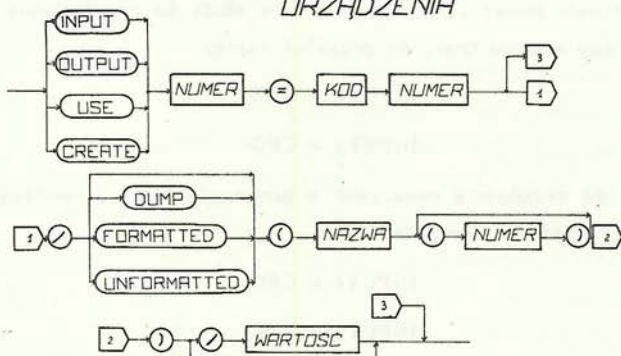 URZĄDZENIA
INPUT
OUTPUT
USE
CREATE
NUMER = KOD NUMER
3
1
1 / DUMP
FORMATTED
UNFORMATTED
( NAZWA ( NUMER ) 2
2 ) / WARTOSC
3